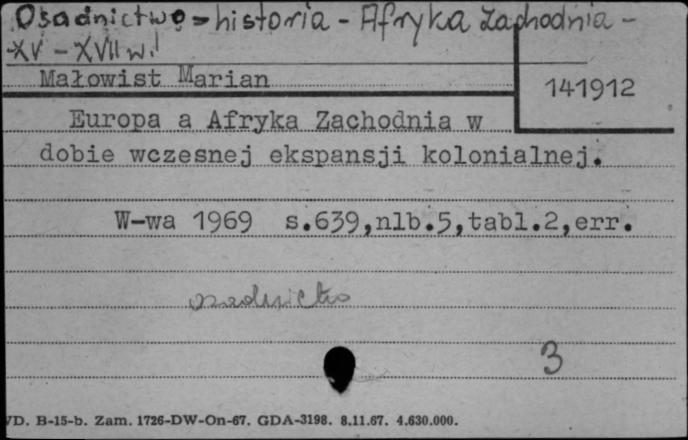 Osadnictwo - historia - Afryka Zachodnia -
- XV - XVII w.
Małowist Marian
141912
Europa a Afryka Zachodnia w
dobie wczesnej ekspansji kolonialnej.
W-wa 1969 s.639,nlb.5,tabl.2,err.
osadnictwo
3
VD. B-15-b. Zam. 1726-DW-On-67. GDA-3198. 8.11.67. 4.630.000.